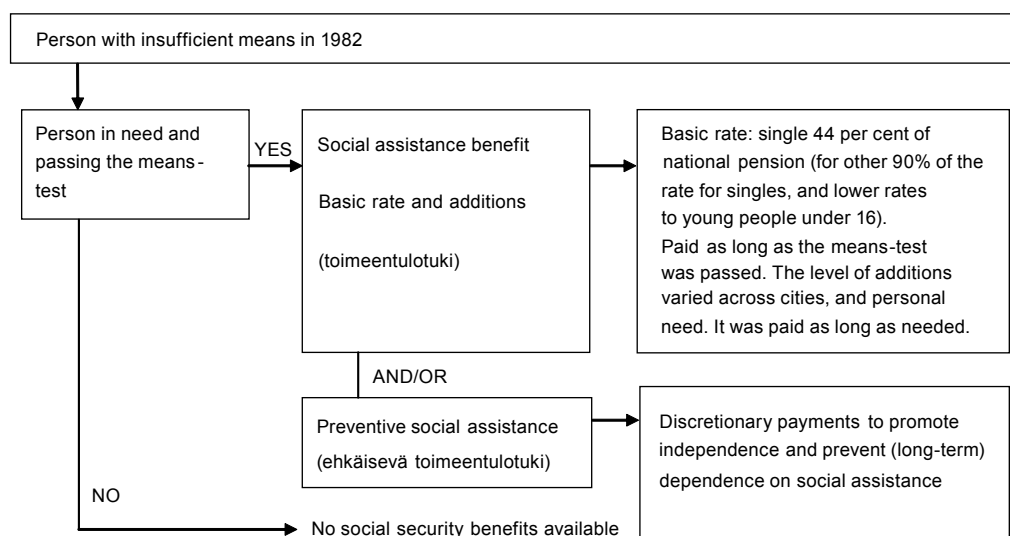 Person with insufficient means in 1982
Person in need and
passing the means-
test
YES
Social assistance benefit
Basic rate and additions
(toimeentulotuki)
Basic rate: single 44 per cent of
national pension (for other 90% of the
rate for singles, and lower rates
to young people under 16).
Paid as long as the means-test
was passed. The level of additions
varied across cities, and personal
need. It was paid as long as needed.
AND/OR
Preventive social assistance
(ehkäisevä toimeentulotuki)
Discretionary payments to promote
independence and prevent (long-term)
dependence on social assistance
NO
No social security benefits available